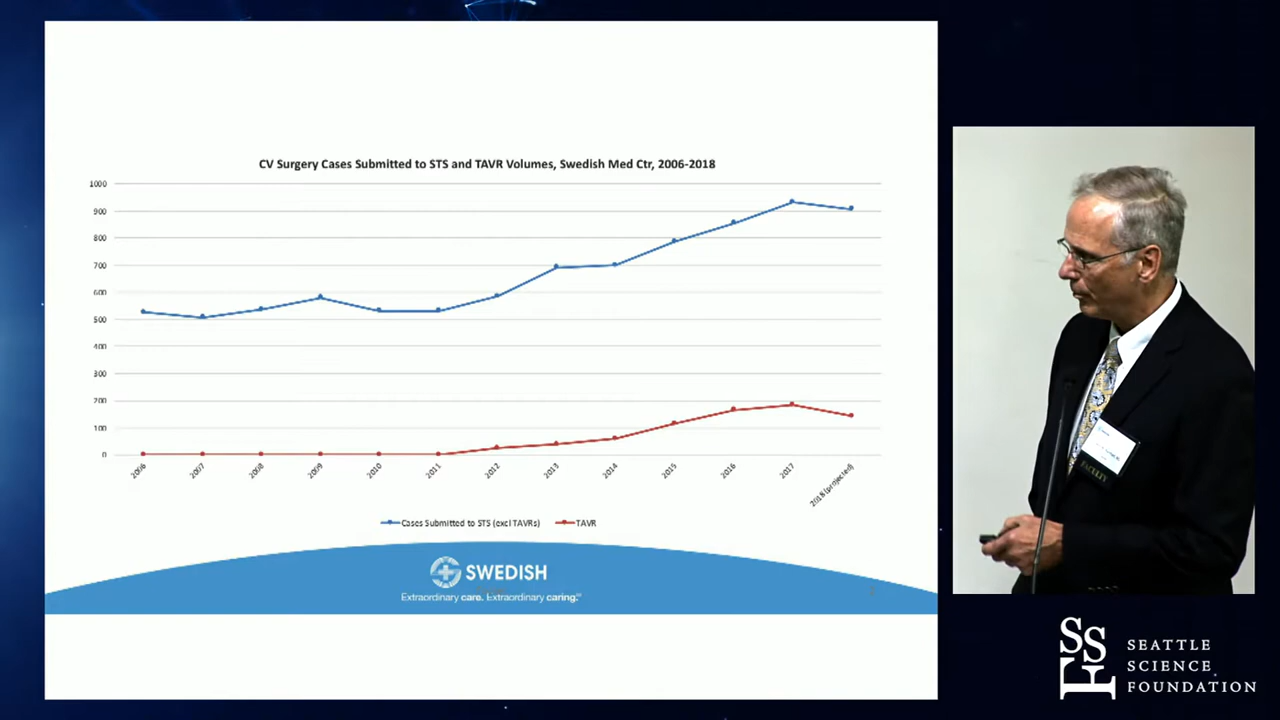 CV Surgery Cases Submitted to STS and TAVR Volumes, Swedish Med Ctr, 2006-2018
1000
900
800
700
600
500
400
300
200
100
0
2006
2007
2008
2009
2010
2011
2012
2013
2014
2015
2016
2017
2018 (projected)
Cases Submitted to STS (excl TAVRs)
TAVR
SWEDISH
Extraordinary care. Extraordinary caring.™
FACULTY
SSF
SEATTLE
SCIENCE
FOUNDATION